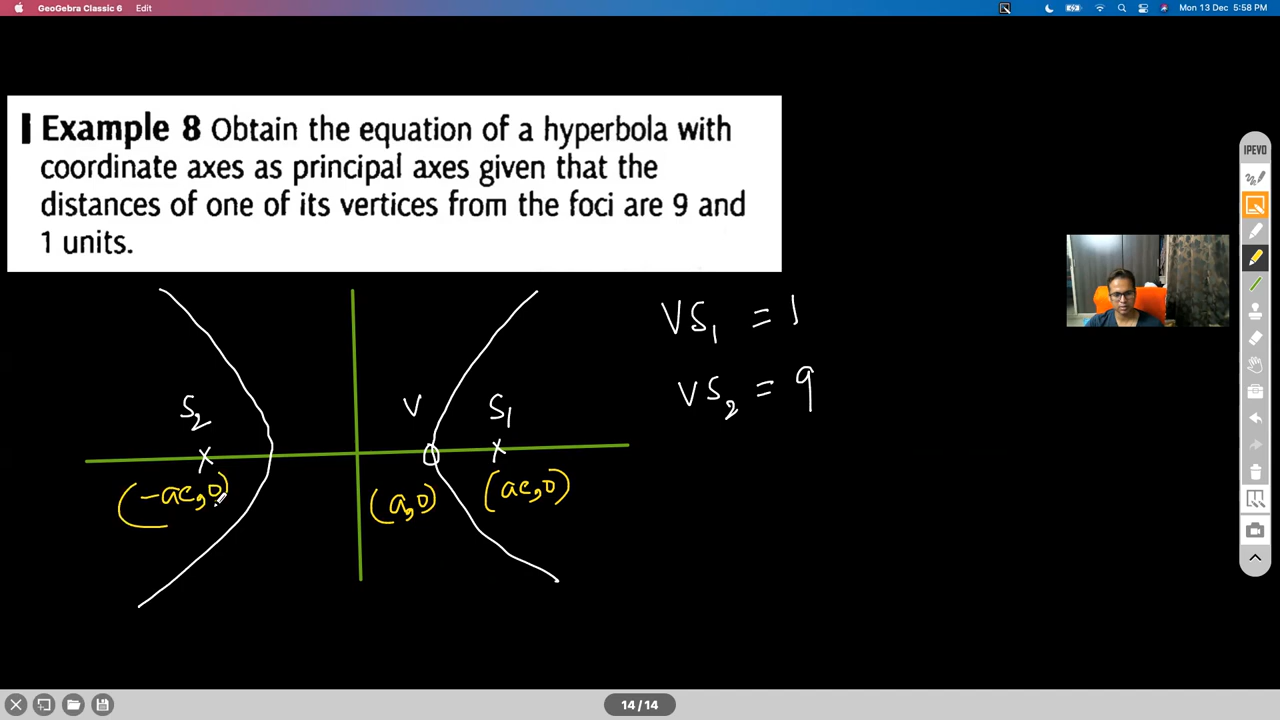 GeoGebra Classic 6 Edit Mon 13 Dec 5:58 PM
Example 8 Obtain the equation of a hyperbola with
coordinate axes as principal axes given that the
distances of one of its vertices from the foci are 9 and
1 units.
IPEVO
VS₁ = 1
VS₂ = 9
S₂ V S₁
(-ae,0) (a,0) (ae,0)
14/14